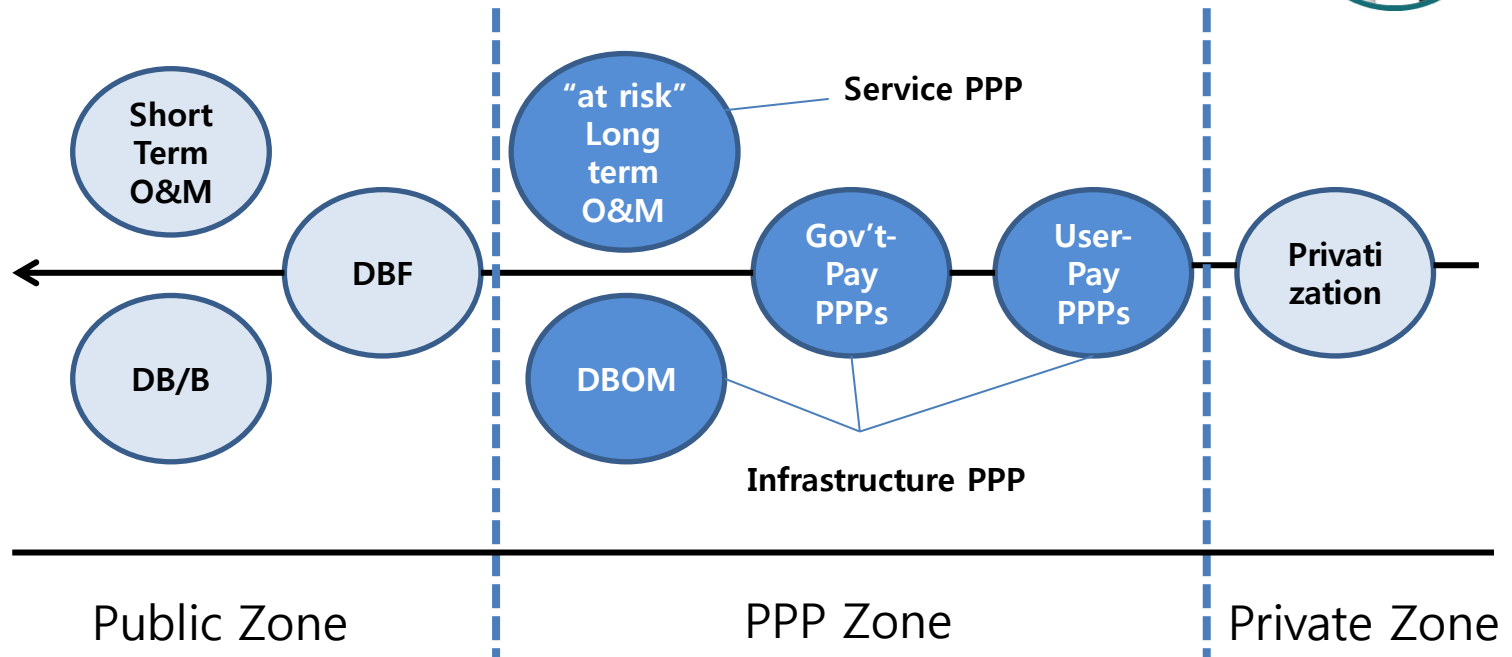 Short
Term
O&M
DB/B
DBF
“at risk”
Long
term
O&M
Service PPP
DBOM
Gov’t-
Pay
PPPs
User-
Pay
PPPs
Infrastructure PPP
Privati
zation
Public Zone
PPP Zone
Private Zone